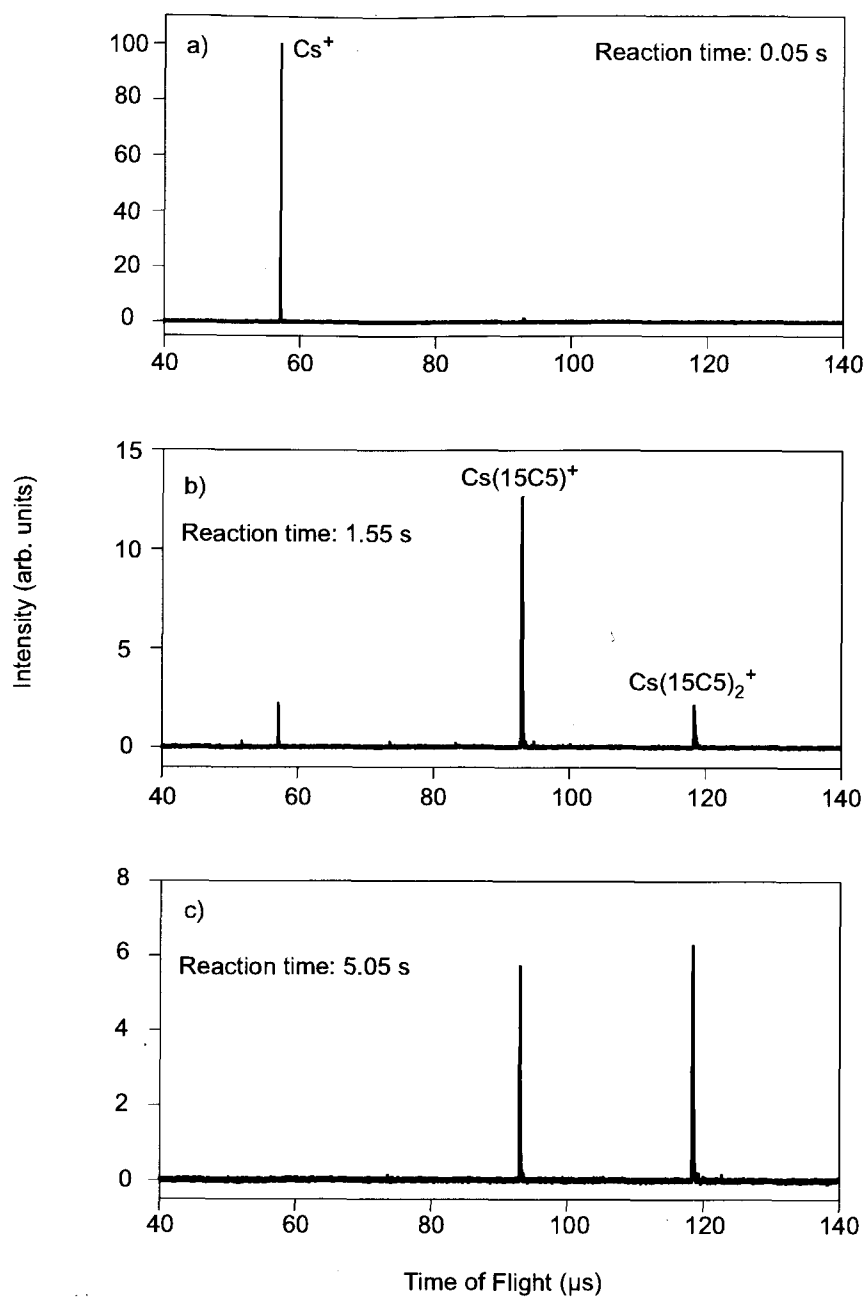 a)
Cs⁺
Reaction time: 0.05 s
100
80
60
40
20
0
40 60 80 100 120 140
Intensity (arb. units)
b)
Cs(15C5)⁺
Reaction time: 1.55 s
Cs(15C5)₂⁺
15
10
5
0
40 60 80 100 120 140
c)
Reaction time: 5.05 s
8
6
4
2
0
40 60 80 100 120 140
Time of Flight (μs)